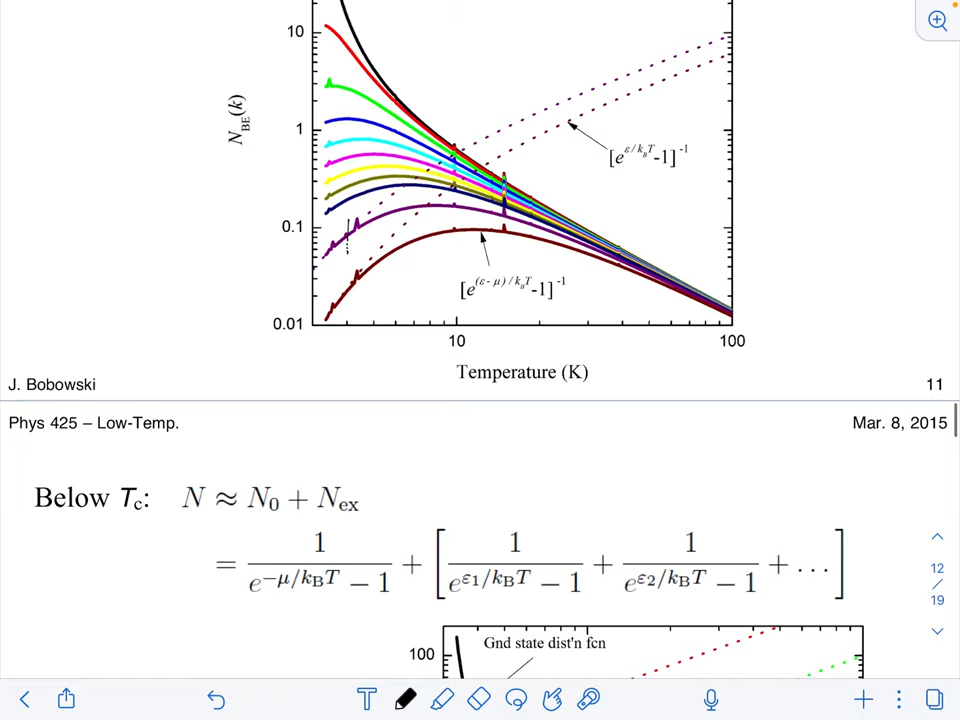 10
1
0.1
0.01
N_BE(k)
[e^{ε/k_BT}-1]^{-1}
[e^{(ε-μ)/k_BT}-1]^{-1}
10
100
Temperature (K)
J. Bobowski
11
Phys 425 – Low-Temp.
Mar. 8, 2015
Below T_c: N ≈ N_0 + N_ex
= 1/(e^{-μ/k_BT} − 1) + [1/(e^{ε1/k_BT} − 1) + 1/(e^{ε2/k_BT} − 1) + ...]
12
/
19
Gnd state dist'n fcn
100
T